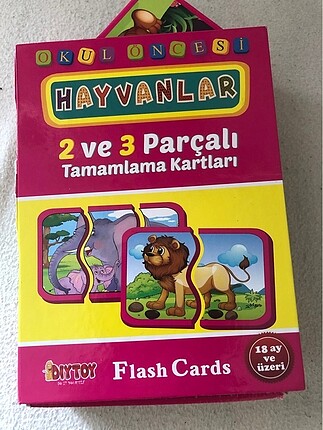 OKUL ÖNCESİ
HAYVANLAR
2 ve 3 Parçalı
Tamamlama Kartları
18 ay
ve
üzeri
DIYTOY
Flash Cards